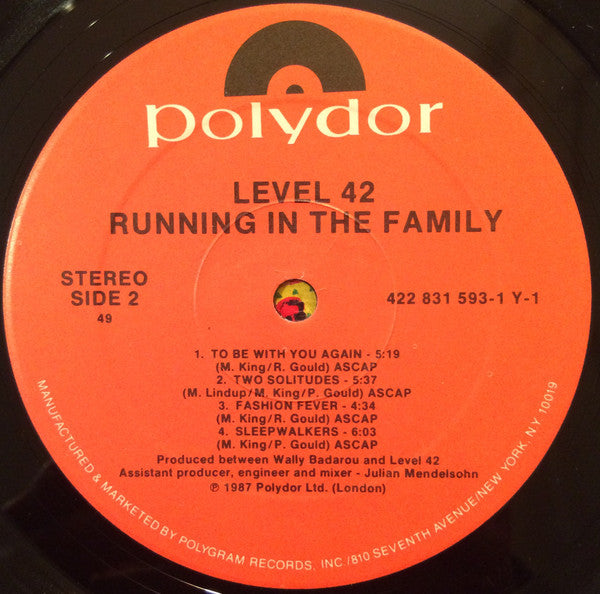 polydor
LEVEL 42
RUNNING IN THE FAMILY
STEREO
SIDE 2
49
422 831 593-1 Y-1
1. TO BE WITH YOU AGAIN - 5:19
(M. King/R. Gould) ASCAP
2. TWO SOLITUDES - 5:37
(M. Lindup/M. King/P. Gould) ASCAP
3. FASHION FEVER - 4:34
(M. King/R. Gould) ASCAP
4. SLEEPWALKERS - 6:03
(M. King/P. Gould) ASCAP
Produced between Wally Badarou and Level 42
Assistant producer, engineer and mixer - Julian Mendelsohn
℗ 1987 Polydor Ltd. (London)
MANUFACTURED & MARKETED BY POLYGRAM RECORDS, INC./810 SEVENTH AVENUE/NEW YORK, NY 10019